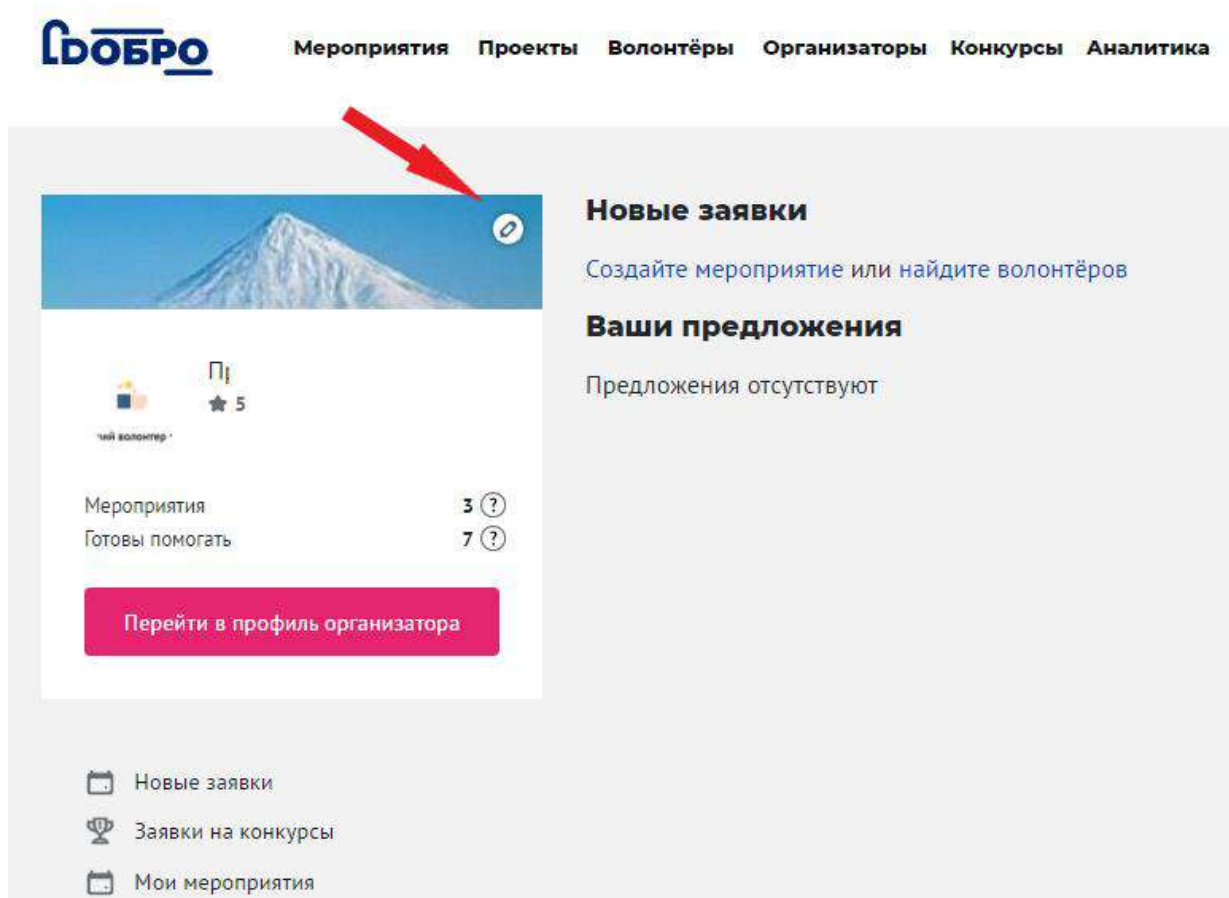 ДОБРО
Мероприятия Проекты Волонтёры Организаторы Конкурсы Аналитика
Новые заявки
Создайте мероприятие или найдите волонтёров
Ваши предложения
Предложения отсутствуют
5
волонтер
Мероприятия 3 ?
Готовы помогать 7 ?
Перейти в профиль организатора
Новые заявки
Заявки на конкурсы
Мои мероприятия